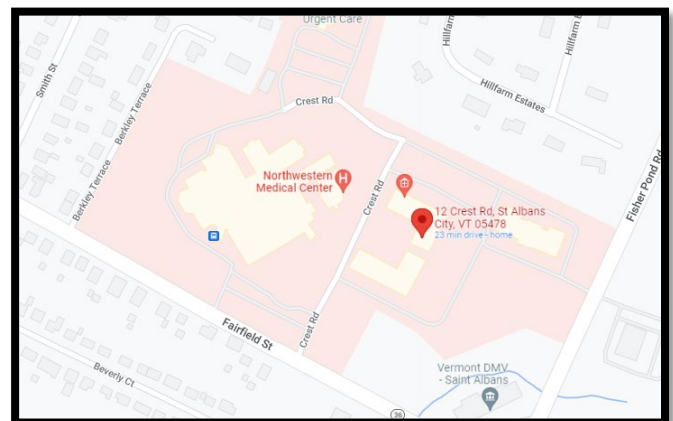 Urgent Care
Hillfarm
Hillfarm E
Smith St
Berkley Terrace
Crest Rd
Hillfarm Estates
Northwestern
Medical Center
H
Crest Rd
12 Crest Rd, St Albans
City, VT 05478
23 min drive - home
Fisher Pond Rd
Berkley Terrace
Fairfield St
Crest Rd
Beverly Ct
Vermont DMV
- Saint Albans
36